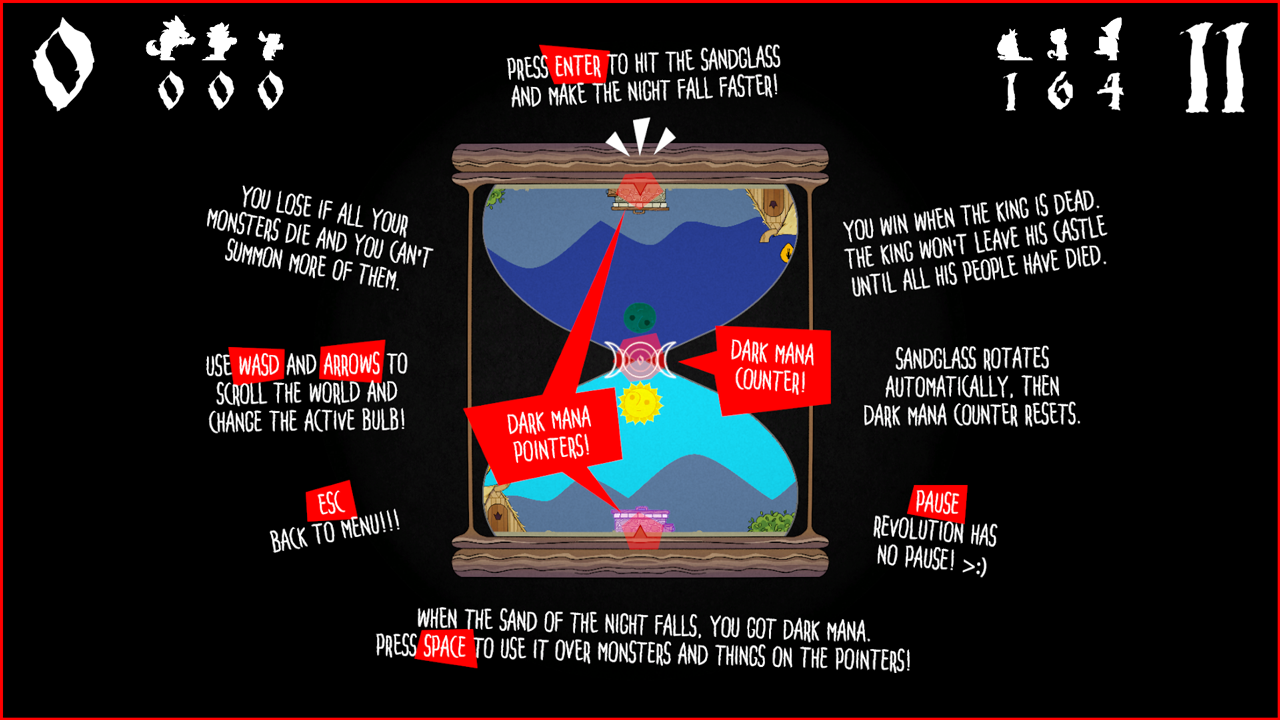 0
0 0 0
1 6 4
11
PRESS ENTER TO HIT THE SANDGLASS
AND MAKE THE NIGHT FALL FASTER!
YOU LOSE IF ALL YOUR
MONSTERS DIE AND YOU CAN'T
SUMMON MORE OF THEM.
YOU WIN WHEN THE KING IS DEAD.
THE KING WON'T LEAVE HIS CASTLE
UNTIL ALL HIS PEOPLE HAVE DIED.
USE WASD AND ARROWS TO
SCROLL THE WORLD AND
CHANGE THE ACTIVE BULB!
DARK MANA
COUNTER!
SANDGLASS ROTATES
AUTOMATICALLY, THEN
DARK MANA COUNTER RESETS.
DARK MANA
POINTERS!
ESC
BACK TO MENU!!!
PAUSE
REVOLUTION HAS
NO PAUSE! >:)
WHEN THE SAND OF THE NIGHT FALLS, YOU GOT DARK MANA.
PRESS SPACE TO USE IT OVER MONSTERS AND THINGS ON THE POINTERS!